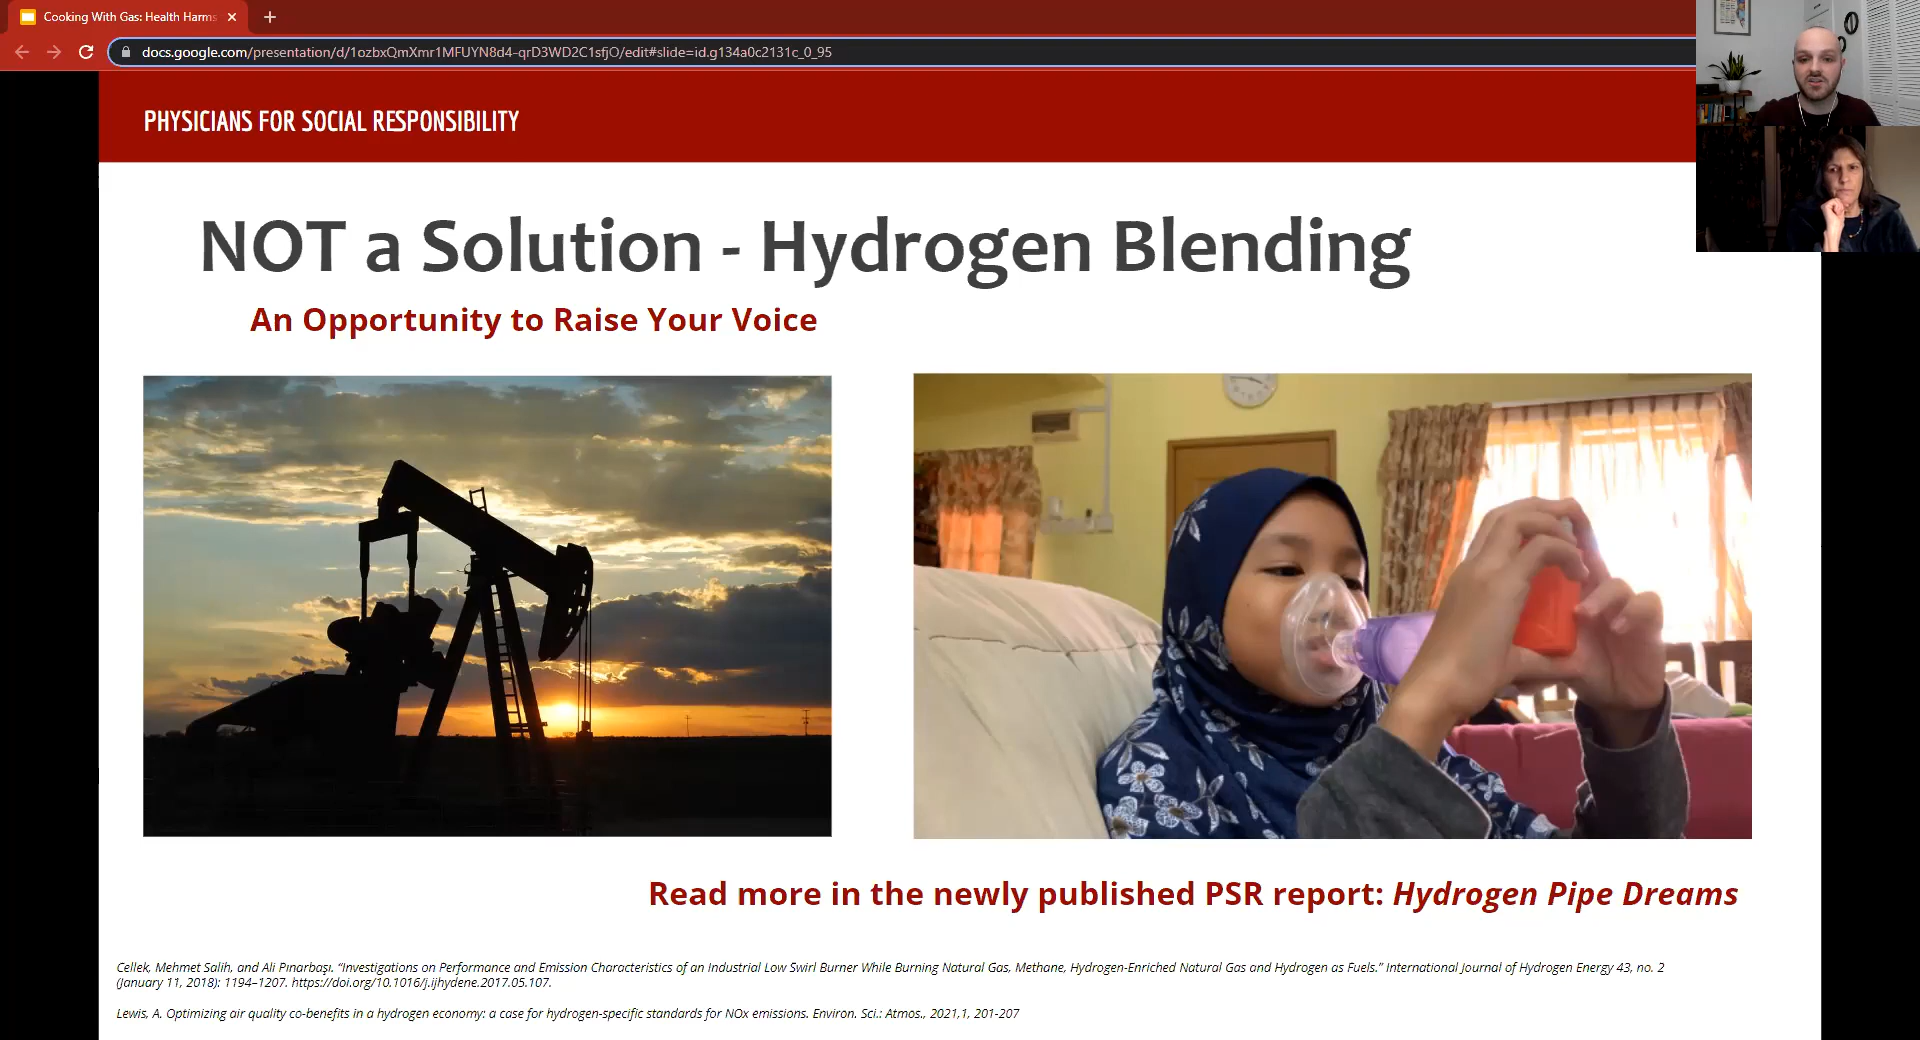 Cooking With Gas: Health Harms
docs.google.com/presentation/d/1ozbxQmXmr1MFUYN8d4-qrD3WD2C1sfjO/edit#slide=id.g134a0c2131c_0_95
PHYSICIANS FOR SOCIAL RESPONSIBILITY
NOT a Solution - Hydrogen Blending
An Opportunity to Raise Your Voice
Read more in the newly published PSR report: Hydrogen Pipe Dreams
Cellek, Mehmet Salih, and Ali Pınarbaşı. “Investigations on Performance and Emission Characteristics of an Industrial Low Swirl Burner While Burning Natural Gas, Methane, Hydrogen-Enriched Natural Gas and Hydrogen as Fuels.” International Journal of Hydrogen Energy 43, no. 2
(January 11, 2018): 1194–1207. https://doi.org/10.1016/j.ijhydene.2017.05.107.
Lewis, A. Optimizing air quality co-benefits in a hydrogen economy: a case for hydrogen-specific standards for NOx emissions. Environ. Sci.: Atmos., 2021,1, 201-207